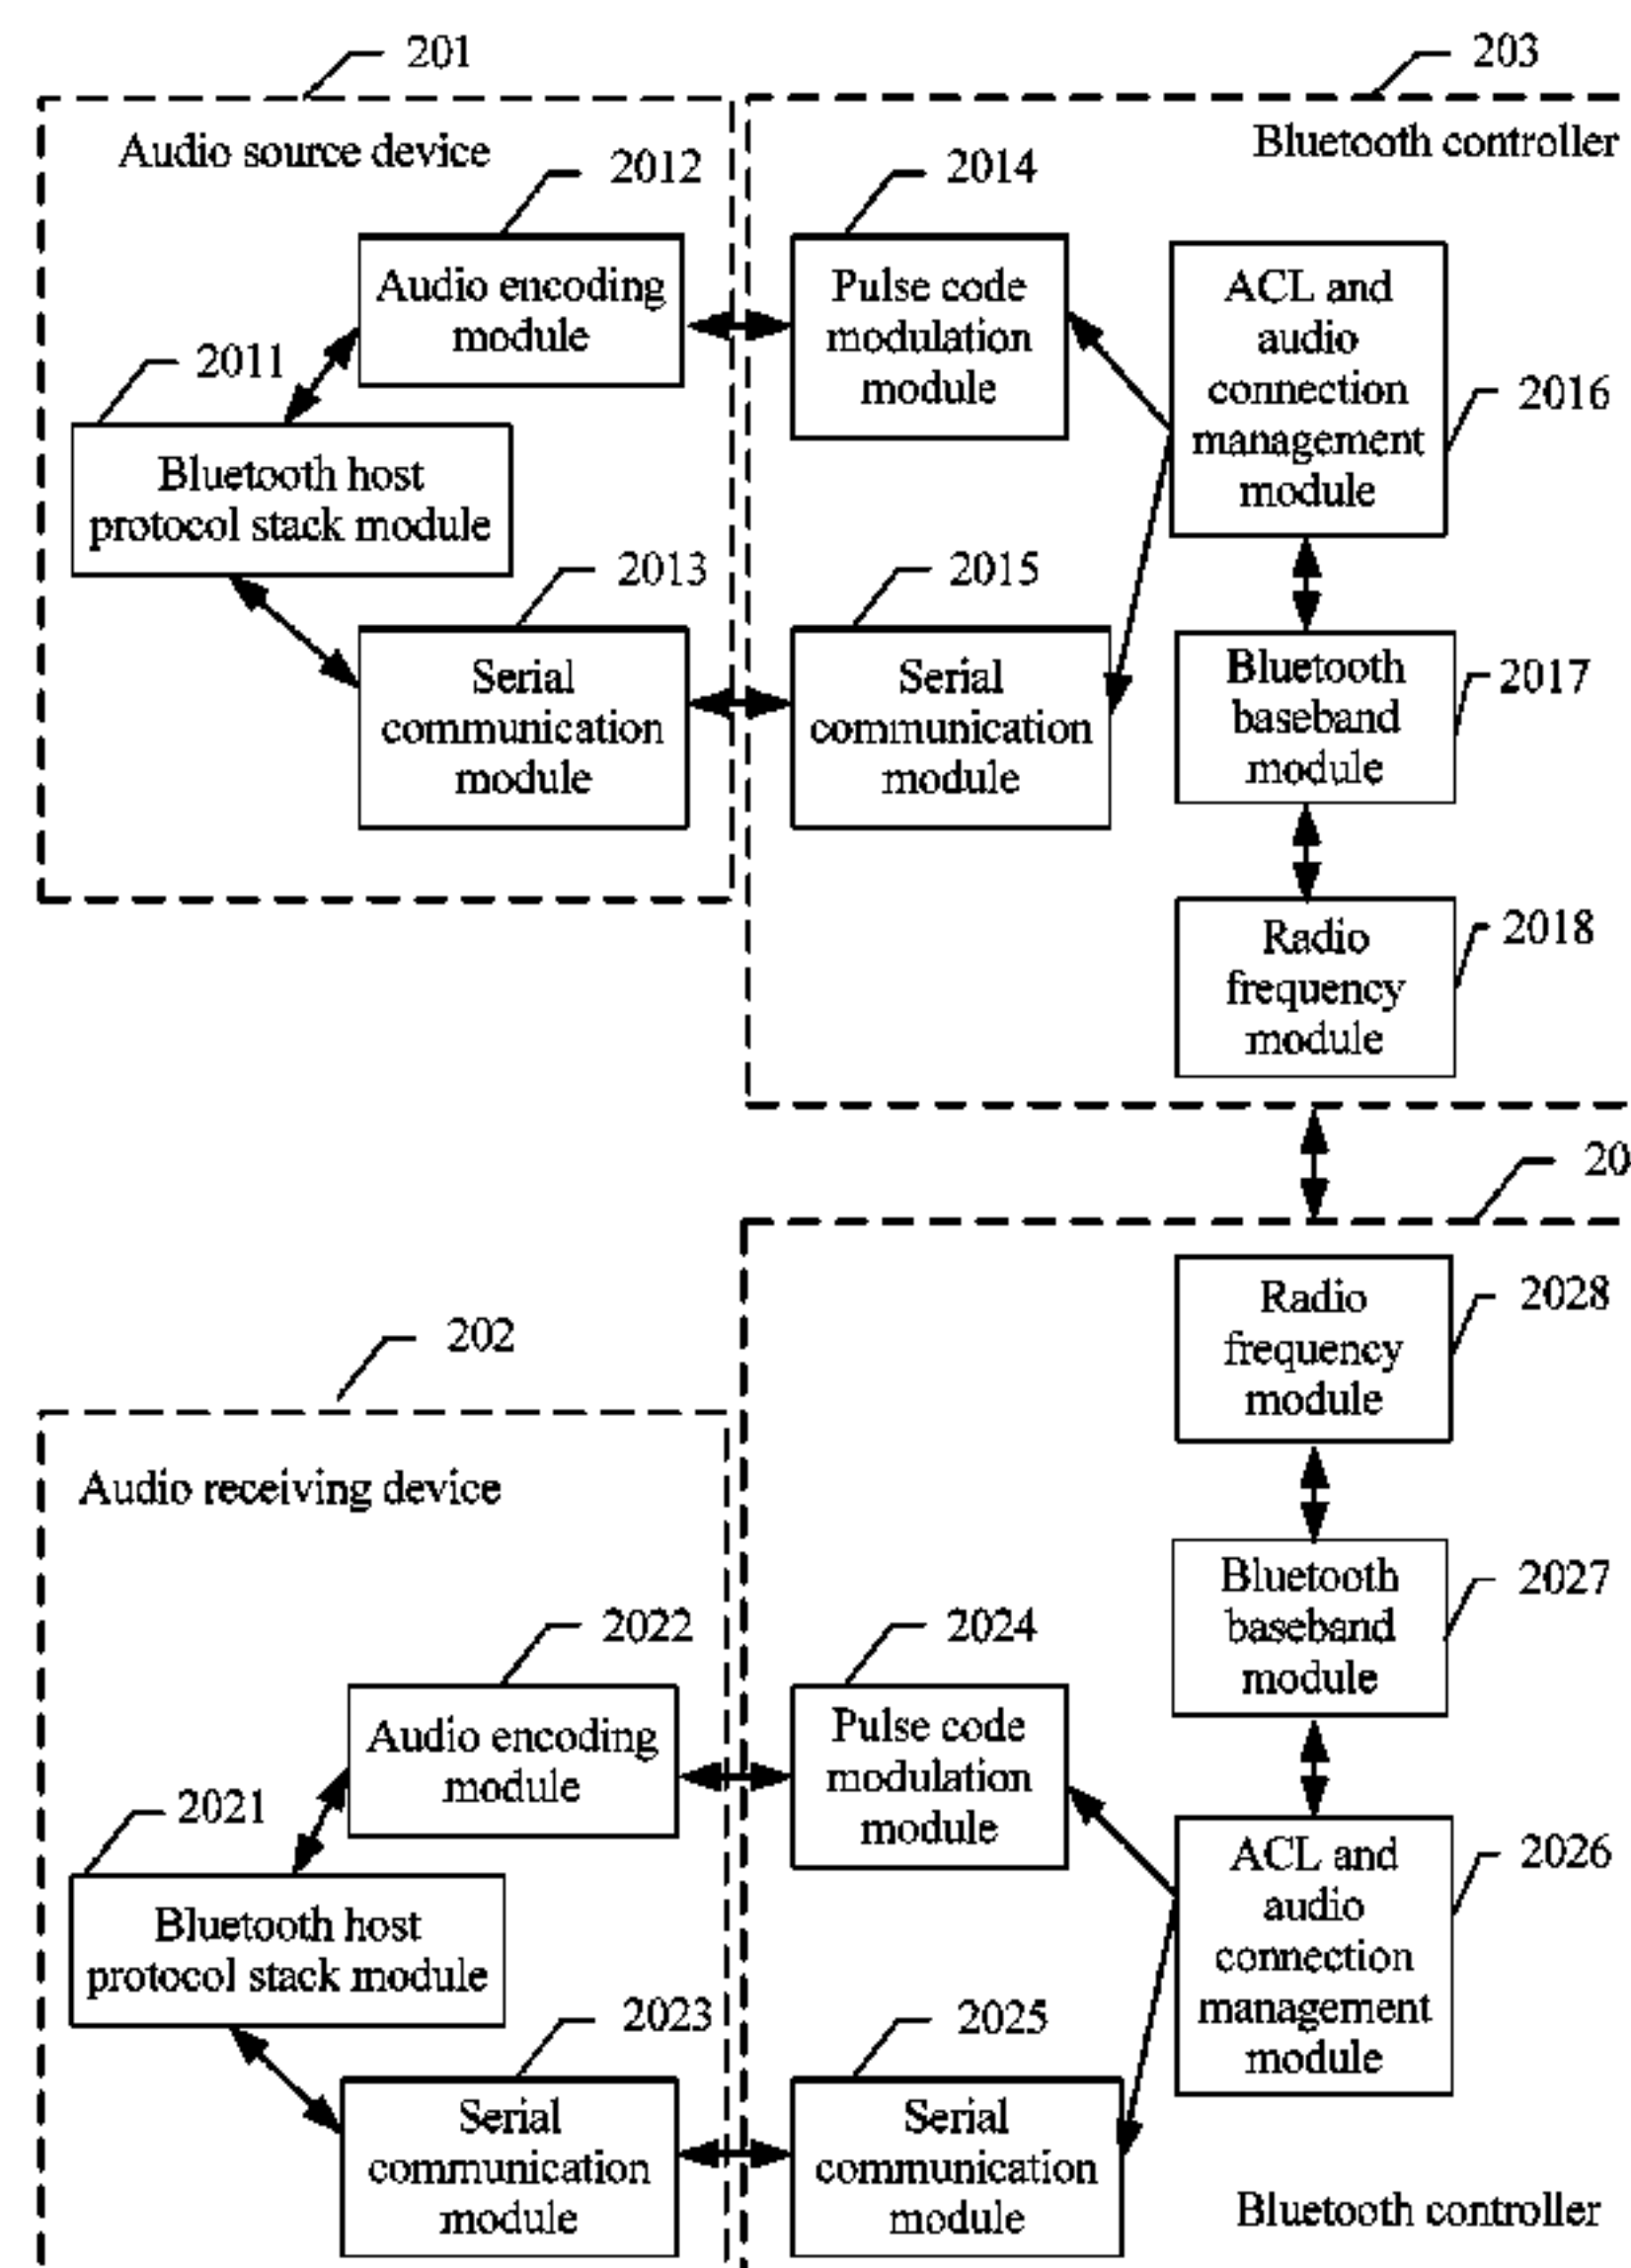 201
203
Audio source device
Bluetooth controller
2012
2014
Audio encoding
module
Pulse code
modulation
module
ACL and
audio
connection
management
module
2016
2011
Bluetooth host
protocol stack module
2013
2015
Serial
communication
module
Serial
communication
module
Bluetooth
baseband
module
2017
Radio
frequency
module
2018
20
Radio
frequency
module
2028
202
Audio receiving device
Bluetooth
baseband
module
2027
2022
2024
Audio encoding
module
Pulse code
modulation
module
2021
Bluetooth host
protocol stack module
ACL and
audio
connection
management
module
2026
2023
2025
Serial
communication
module
Serial
communication
module
Bluetooth controller